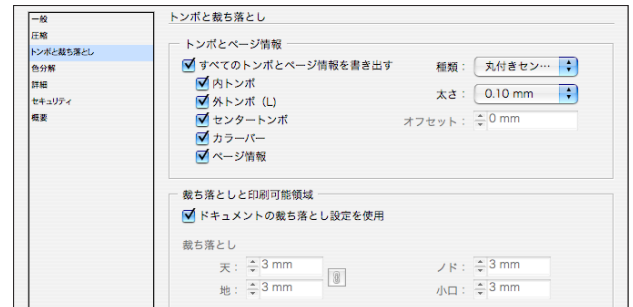 一般
圧縮
トンボと裁ち落とし
色分解
詳細
セキュリティ
概要
トンボと裁ち落とし
トンボとページ情報
すべてのトンボとページ情報を書き出す
内トンボ
外トンボ（L）
センタートンボ
カラーバー
ページ情報
種類： 丸付きセン…
太さ： 0.10 mm
オフセット： 0 mm
裁ち落としと印刷可能領域
ドキュメントの裁ち落とし設定を使用
裁ち落とし
天： 3 mm
地： 3 mm
ノド： 3 mm
小口： 3 mm